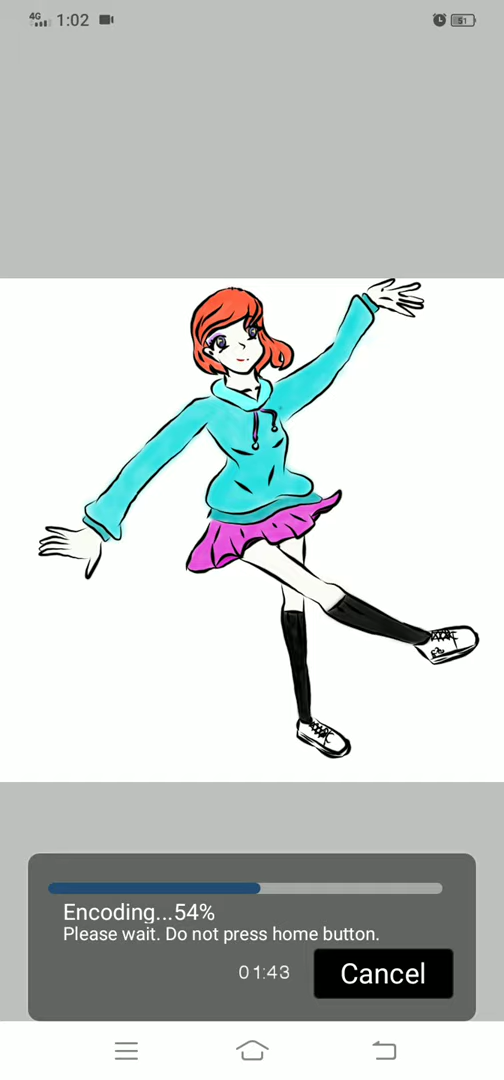 4G 1:02 51
Encoding...54%
Please wait. Do not press home button.
01:43 Cancel